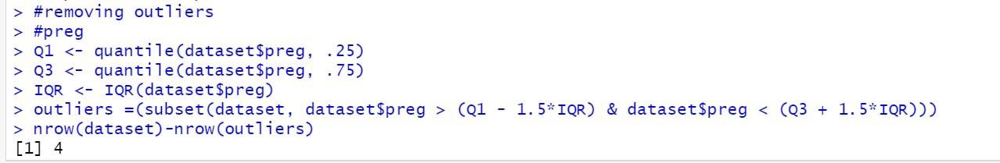 > #removing outliers
> #preg
> Q1 <- quantile(dataset$preg, .25)
> Q3 <- quantile(dataset$preg, .75)
> IQR <- IQR(dataset$preg)
> outliers =(subset(dataset, dataset$preg > (Q1 - 1.5*IQR) & dataset$preg < (Q3 + 1.5*IQR)))
> nrow(dataset)-nrow(outliers)
[1] 4